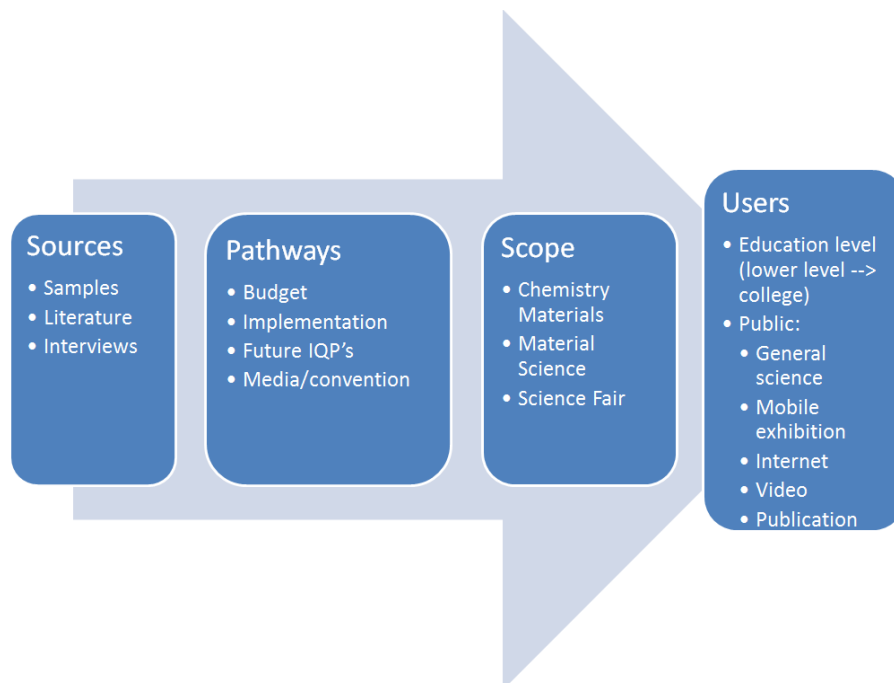 Sources
• Samples
• Literature
• Interviews
Pathways
• Budget
• Implementation
• Future IQP's
• Media/convention
Scope
• Chemistry
Materials
• Material
Science
• Science Fair
Users
• Education level
(lower level -->
college)
• Public:
• General
science
• Mobile
exhibition
• Internet
• Video
• Publication